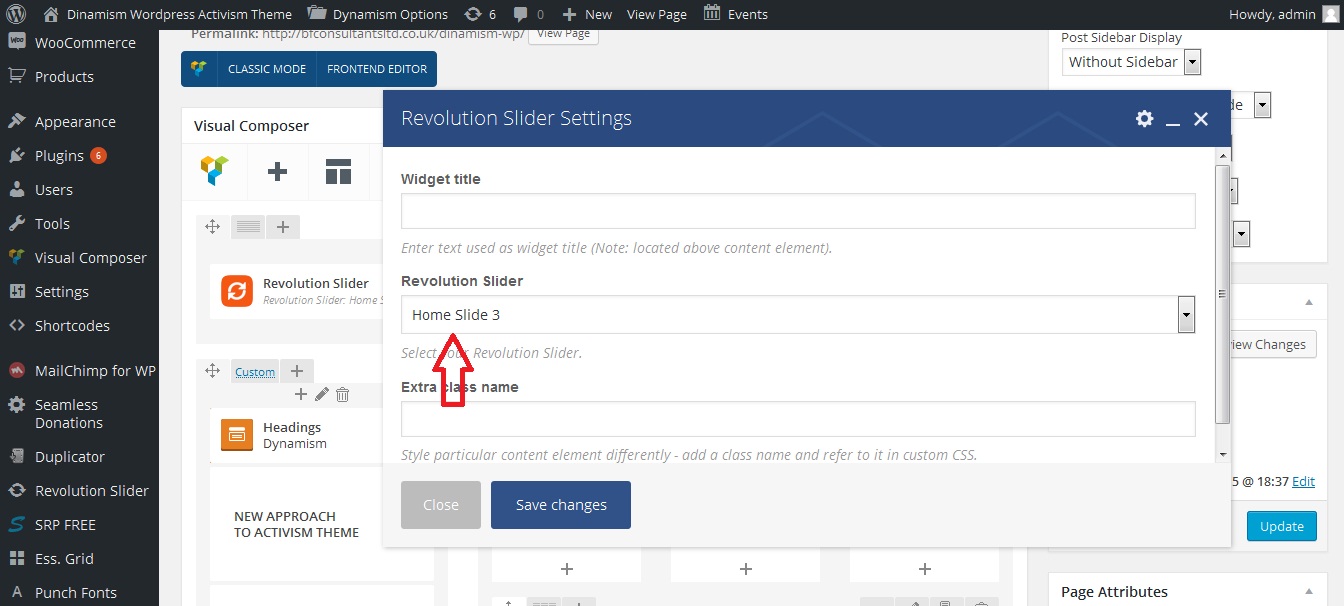 Dinamism Wordpress Activism Theme
Dynamism Options
6
0
New
View Page
Events
Howdy, admin
WooCommerce
Products
Appearance
Plugins 6
Users
Tools
Visual Composer
Settings
Shortcodes
MailChimp for WP
Seamless
Donations
Duplicator
Revolution Slider
SRP FREE
Ess. Grid
Punch Fonts
Permalink: http://bfconsultantsltd.co.uk/dinamism-wp/
View Page
CLASSIC MODE
FRONTEND EDITOR
Visual Composer
Revolution Slider
Revolution Slider: Home S
Custom
Headings
Dynamism
NEW APPROACH
TO ACTIVISM THEME
Revolution Slider Settings
Widget title
Enter text used as widget title (Note: located above content element).
Revolution Slider
Home Slide 3
Select your Revolution Slider.
Extra class name
Style particular content element differently - add a class name and refer to it in custom CSS.
Close
Save changes
Post Sidebar Display
Without Sidebar
de
iew Changes
5 @ 18:37 Edit
Update
Page Attributes